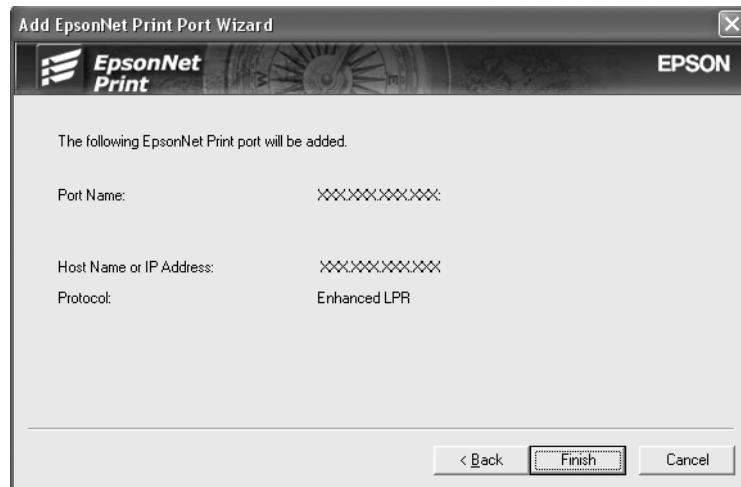 Add EpsonNet Print Port Wizard
EpsonNet
Print
EPSON
The following EpsonNet Print port will be added.
Port Name: XXX.XXX.XXX.XXX:
Host Name or IP Address: XXX.XXX.XXX.XXX
Protocol: Enhanced LPR
< Back Finish Cancel